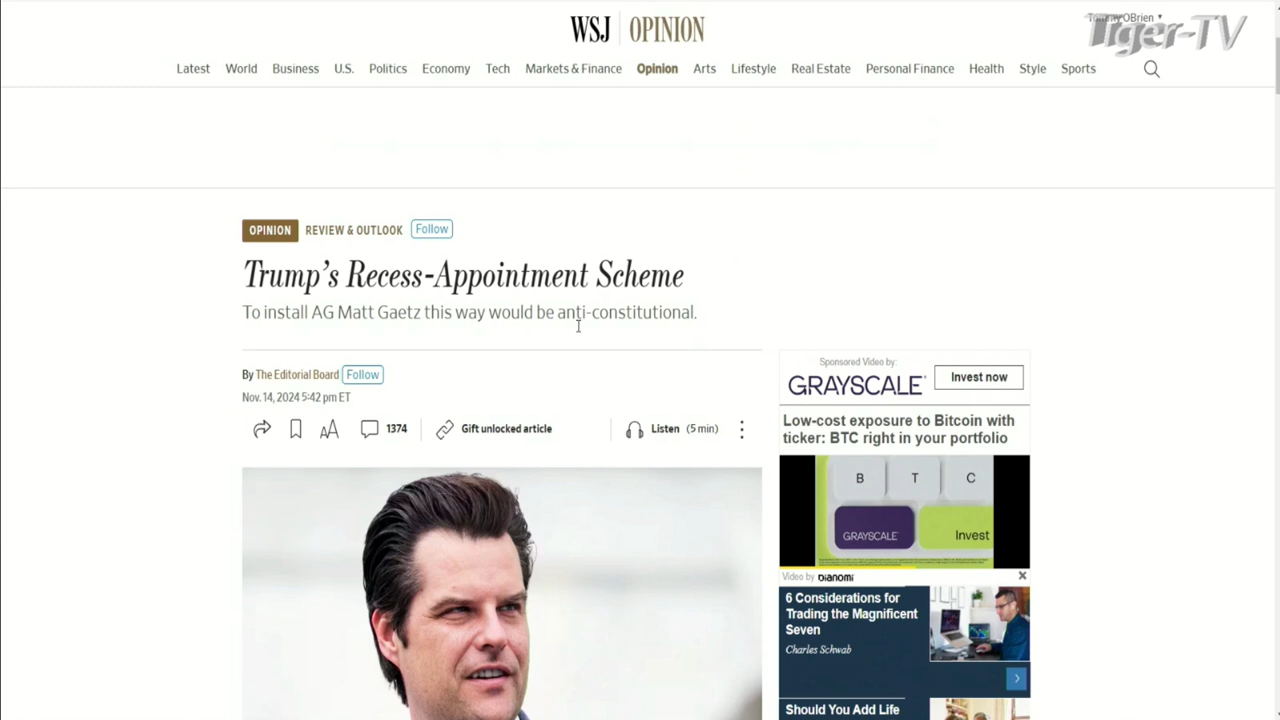 Tommy OBrien
Tiger-TV
WSJ OPINION
Latest World Business U.S. Politics Economy Tech Markets & Finance Opinion Arts Lifestyle Real Estate Personal Finance Health Style Sports
OPINION REVIEW & OUTLOOK Follow
Trump's Recess-Appointment Scheme
To install AG Matt Gaetz this way would be anti-constitutional.
By The Editorial Board Follow
Nov. 14, 2024 5:42 pm ET
AA 1374 Gift unlocked article Listen (5 min)
Sponsored Video by:
GRAYSCALE Invest now
Low-cost exposure to Bitcoin with
ticker: BTC right in your portfolio
B T C
GRAYSCALE Invest
Video by bianomi
6 Considerations for
Trading the Magnificent
Seven
Charles Schwab
Should You Add Life